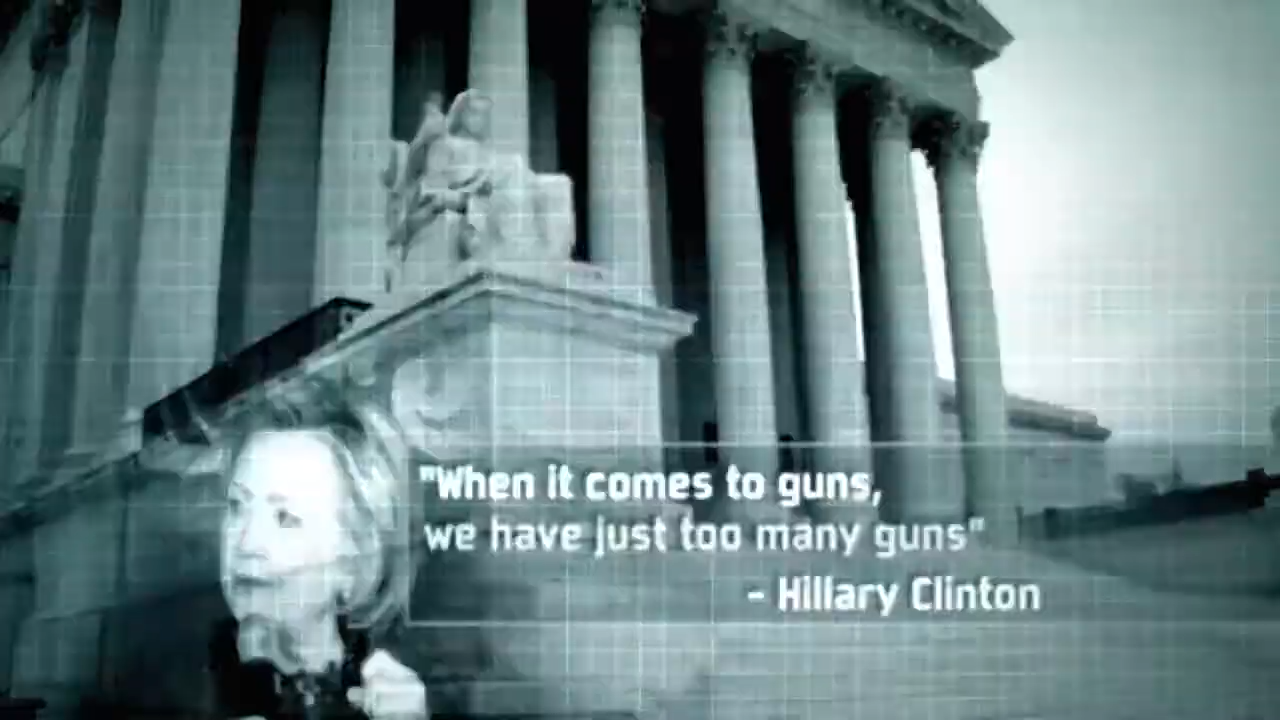 "When it comes to guns,
we have just too many guns"
- Hillary Clinton